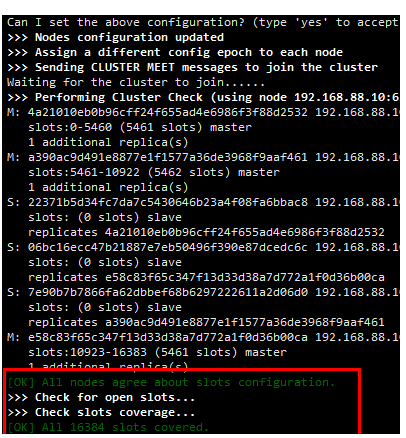 Can I set the above configuration? (type 'yes' to accept
>>> Nodes configuration updated
>>> Assign a different config epoch to each node
>>> Sending CLUSTER MEET messages to join the cluster
Waiting for the cluster to join......
>>> Performing Cluster Check (using node 192.168.88.10:6
M: 4a21010eb0b96cff24f655ad4e6986f3f88d2532 192.168.88.10
slots:0-5460 (5461 slots) master
1 additional replica(s)
M: a390ac9d491e8877e1f1577a36de3968f9aaf461 192.168.88.10
slots:5461-10922 (5462 slots) master
1 additional replica(s)
S: 22371b5d34fc7da7c5430646b23a4f08fa6bbac8 192.168.88.10
slots: (0 slots) slave
replicates 4a21010eb0b96cff24f655ad4e6986f3f88d2532
S: 06bc16ecc47b21887e7eb50496f390e87dcedc6c 192.168.88.10
slots: (0 slots) slave
replicates e58c83f65c347f13d33d38a7d772a1f0d36b00ca
S: 7e90b7b7866fa62dbbef68b6297222611a2d06d0 192.168.88.10
slots: (0 slots) slave
replicates a390ac9d491e8877e1f1577a36de3968f9aaf461
M: e58c83f65c347f13d33d38a7d772a1f0d36b00ca 192.168.88.10
slots:10923-16383 (5461 slots) master
1 additional replica(s)
[OK] All nodes agree about slots configuration.
>>> Check for open slots...
>>> Check slots coverage...
[OK] All 16384 slots covered.